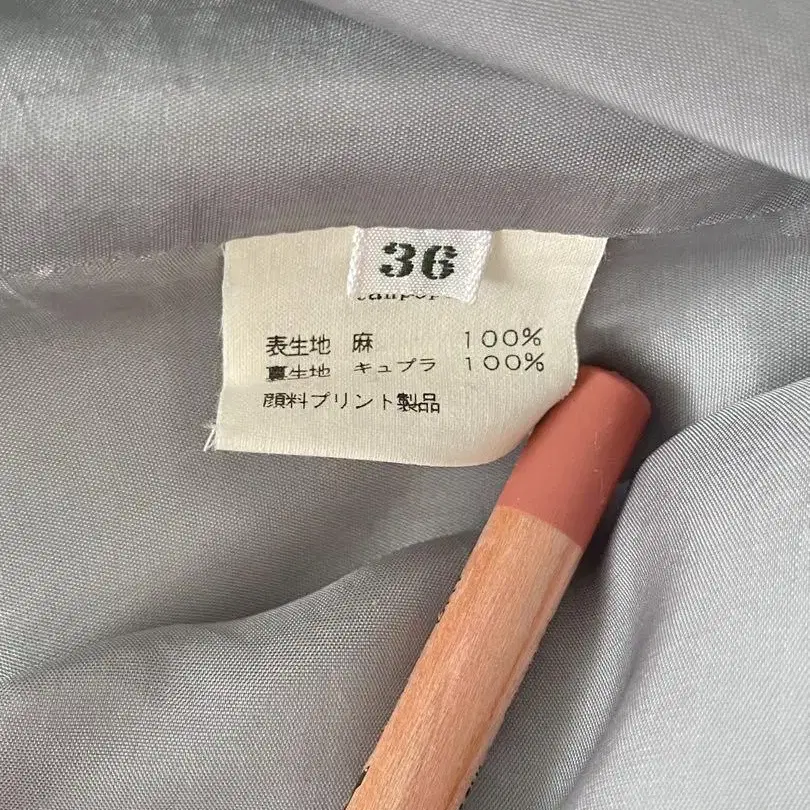 36
表生地 麻 100%
裏生地 キュプラ 100%
顔料プリント製品